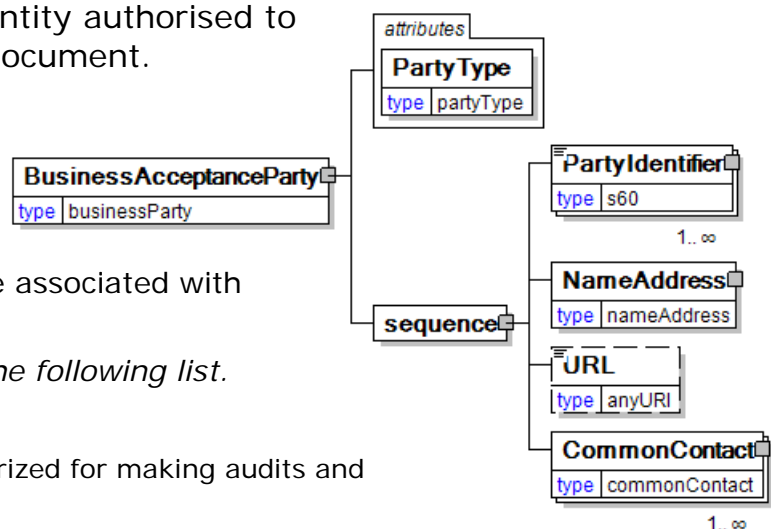 ntity authorised to
ocument.
attributes
PartyType
type partyType
BusinessAcceptanceParty
type businessParty
PartyIdentifier
type s60
1.. ∞
e associated with
NameAddress
type nameAddress
sequence
he following list.
URL
type anyURI
rized for making audits and
CommonContact
type commonContact
1.. ∞